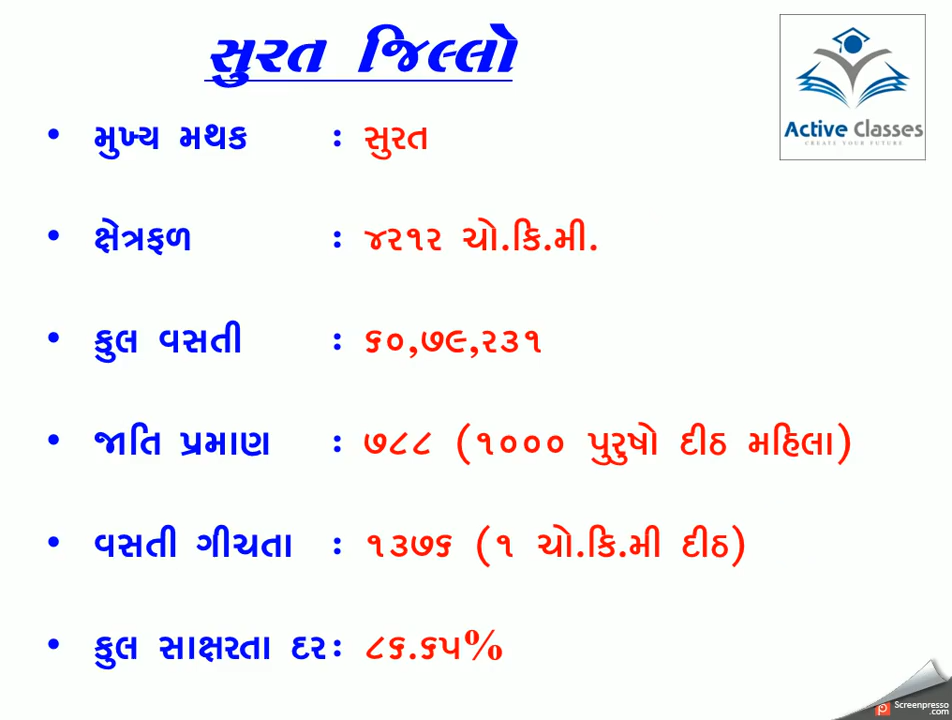 સુરત જિલ્લો
Active Classes
CREATE YOUR FUTURE
• મુખ્ય મથક : સુરત
• ક્ષેત્રફળ : ૪૨૧૨ ચો.કિ.મી.
• કુલ વસતી : ૬૦,૭૯,૨૩૧
• જાતિ પ્રમાણ : ૭૮૮ (૧૦૦૦ પુરુષો દીઠ મહિલા)
• વસતી ગીચતા : ૧૩૭૬ (૧ ચો.કિ.મી દીઠ)
• કુલ સાક્ષરતા દર: ૮૬.૬૫%
Screenpresso
.com